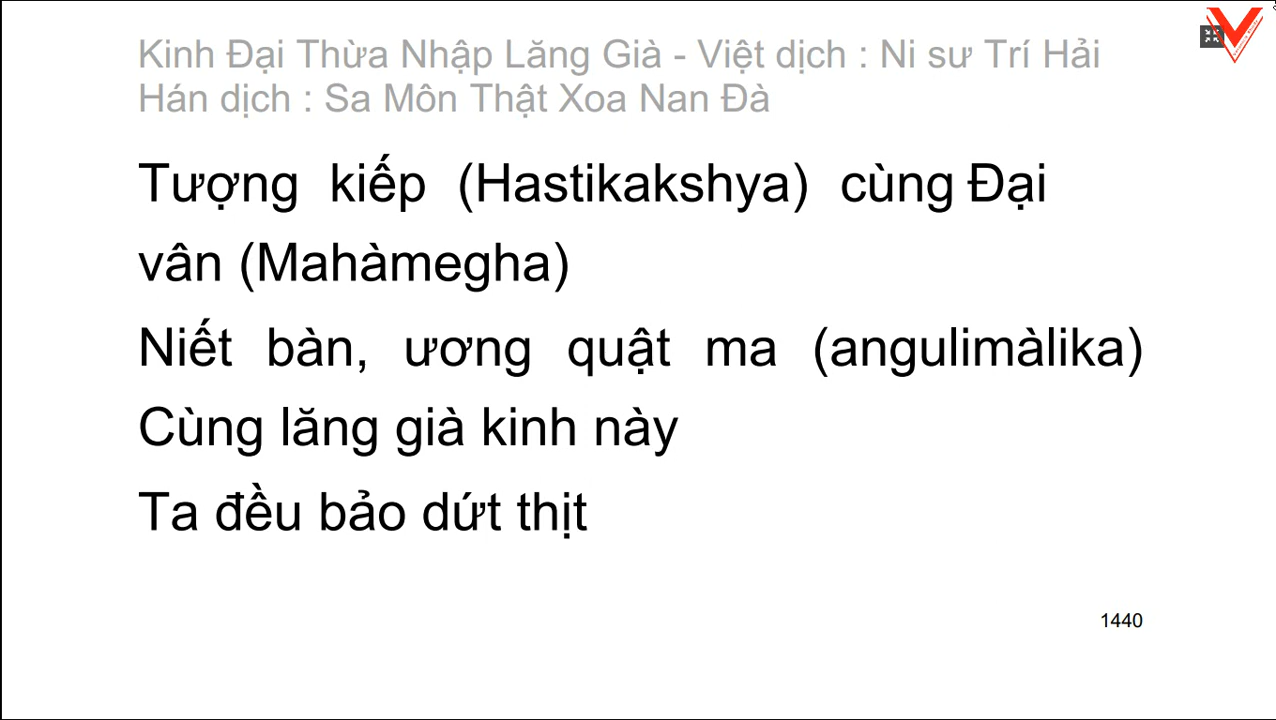 Kinh Đại Thừa Nhập Lăng Già - Việt dịch : Ni sư Trí Hải
Hán dịch : Sa Môn Thật Xoa Nan Đà
Tượng kiếp (Hastikakshya) cùng Đại
vân (Mahàmegha)
Niết bàn, ương quật ma (angulimàlika)
Cùng lăng già kinh này
Ta đều bảo dứt thịt
1440